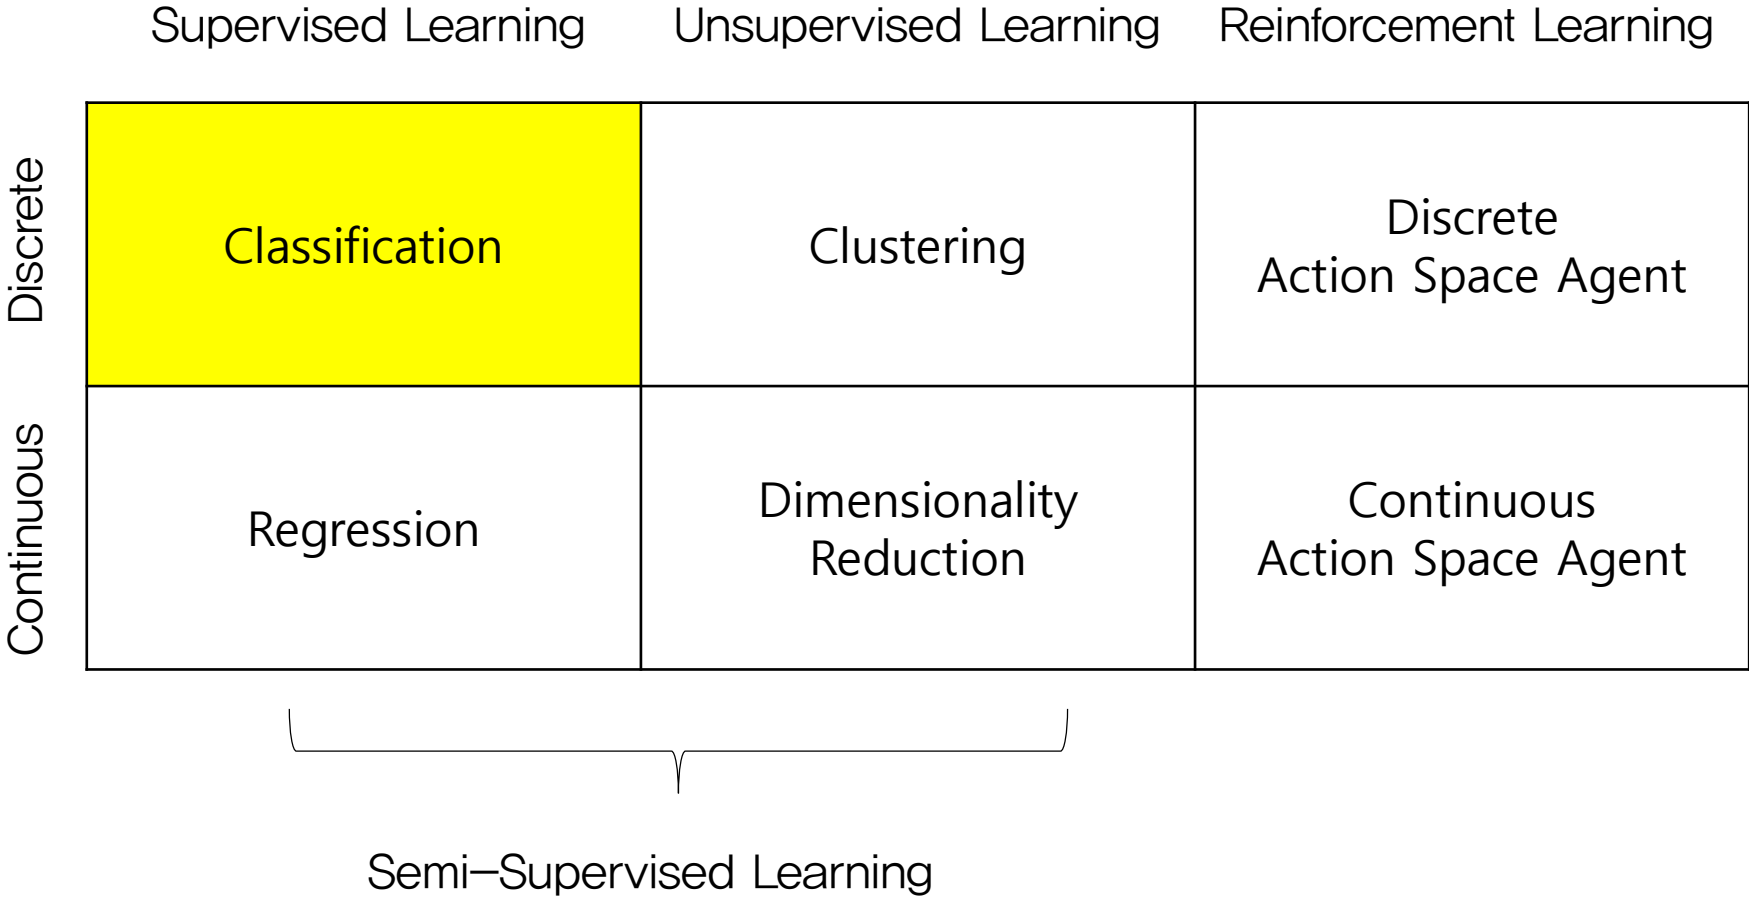 Supervised Learning
Unsupervised Learning
Reinforcement Learning
Discrete
Classification
Clustering
Discrete
Action Space Agent
Continuous
Regression
Dimensionality
Reduction
Continuous
Action Space Agent
Semi-Supervised Learning